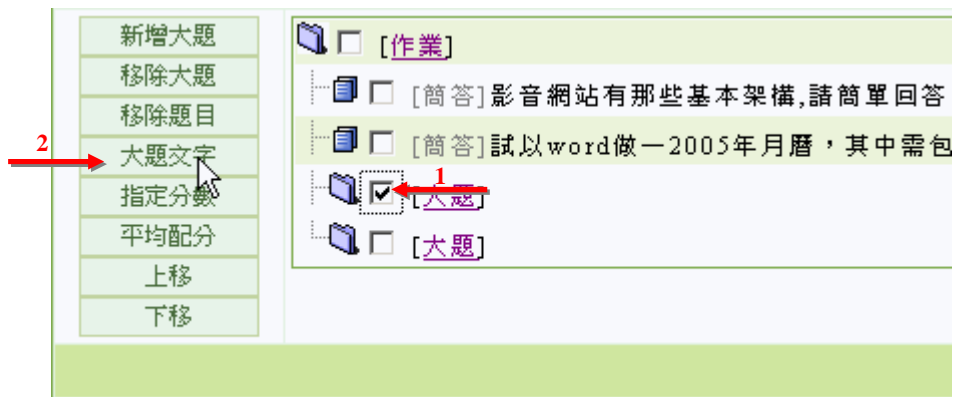 新增大題
移除大題
移除題目
大題文字
指定分數
平均配分
上移
下移
2
[作業]
[簡答]影音網站有那些基本架構,請簡單回答
[簡答]試以word做一2005年月曆，其中需包
1
[大題]
[大題]